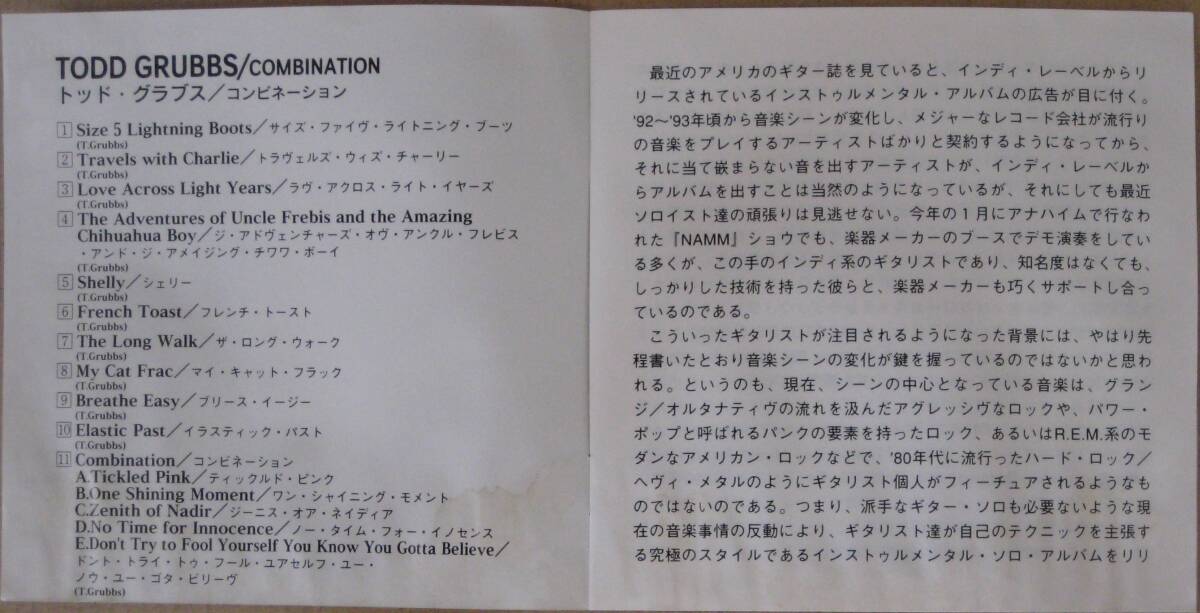 TODD GRUBBS/COMBINATION
トッド・グラブス/コンビネーション
1 Size 5 Lightning Boots/サイズ・ファイヴ・ライトニング・ブーツ
(T.Grubbs)
2 Travels with Charlie/トラヴェルズ・ウィズ・チャーリー
(T.Grubbs)
3 Love Across Light Years/ラヴ・アクロス・ライト・イヤーズ
(T.Grubbs)
4 The Adventures of Uncle Frebis and the Amazing
Chihuahua Boy/ジ・アドヴェンチャーズ・オヴ・アンクル・フレビス
・アンド・ジ・アメイジング・チワワ・ボーイ
(T.Grubbs)
5 Shelly/シェリー
(T.Grubbs)
6 French Toast/フレンチ・トースト
(T.Grubbs)
7 The Long Walk/ザ・ロング・ウォーク
(T.Grubbs)
8 My Cat Frac/マイ・キャット・フラック
(T.Grubbs)
9 Breathe Easy/ブリース・イージー
(T.Grubbs)
10 Elastic Past/イラスティック・パスト
(T.Grubbs)
11 Combination/コンビネーション
A.Tickled Pink/ティックルド・ピンク
B.One Shining Moment/ワン・シャイニング・モメント
C.Zenith of Nadir/ジーニス・オア・ネイディア
D.No Time for Innocence/ノー・タイム・フォー・イノセンス
E.Don't Try to Fool Yourself You Know You Gotta Believe/
ドント・トライ・トゥ・フール・ユアセルフ・ユー・
ノウ・ユー・ゴタ・ビリーヴ
(T.Grubbs)
最近のアメリカのギター誌を見ていると、インディ・レーベルからリ
リースされているインストゥルメンタル・アルバムの広告が目に付く。
'92〜'93年頃から音楽シーンが変化し、メジャーなレコード会社が流行り
の音楽をプレイするアーティストばかりと契約するようになってから、
それに当て嵌まらない音を出すアーティストが、インディ・レーベルか
らアルバムを出すことは当然のようになっているが、それにしても最近
ソロイスト達の頑張りは見逃せない。今年の1月にアナハイムで行なわ
れた『NAMM』ショウでも、楽器メーカーのブースでデモ演奏をしてい
る多くが、この手のインディ系のギタリストであり、知名度はなくても、
しっかりした技術を持った彼らと、楽器メーカーも巧くサポートし合っ
ているのである。
こういったギタリストが注目されるようになった背景には、やはり先
程書いたとおり音楽シーンの変化が鍵を握っているのではないかと思わ
れる。というのも、現在、シーンの中心となっている音楽は、グラン
ジ/オルタナティヴの流れを汲んだアグレッシヴなロックや、パワー・
ポップと呼ばれるパンクの要素を持ったロック、あるいはR.E.M.系のモ
ダンなアメリカン・ロックなどで、'80年代に流行ったハード・ロック/
ヘヴィ・メタルのようにギタリスト個人がフィーチュアされるようなも
のではないのである。つまり、派手なギター・ソロも必要ないような現
在の音楽事情の反動により、ギタリスト達が自己のテクニックを主張す
る究極のスタイルであるインストゥルメンタル・ソロ・アルバムをリリ